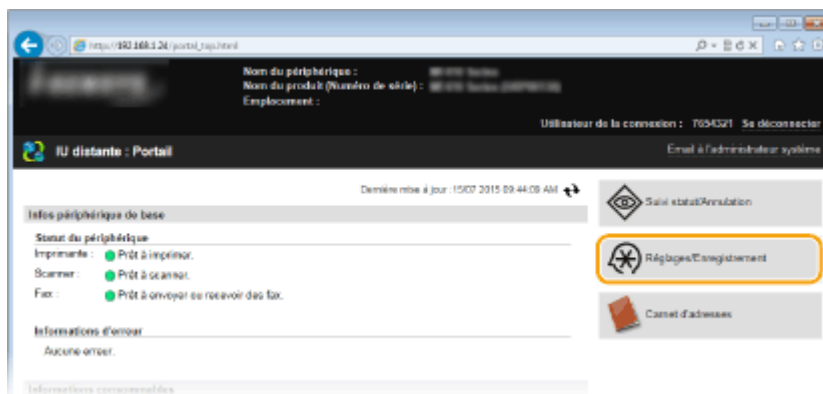 http://192.168.1.24/portal_top.html
Nom du périphérique :
Nom du produit (Numéro de série) :
Emplacement :
Utilisateur de la connexion : 7654321 Se déconnecter
IU distante : Portail
Email à l'administrateur système
Dernière mise à jour :15/07 2015 09:44:09 AM
Infos périphérique de base
Statut du périphérique
Imprimante : Prêt à imprimer.
Scanner : Prêt à scanner.
Fax : Prêt à envoyer ou recevoir des fax.
Informations d'erreur
Aucune erreur.
Informations consommables
Suivi statut/Annulation
Réglages/Enregistrement
Carnet d'adresses